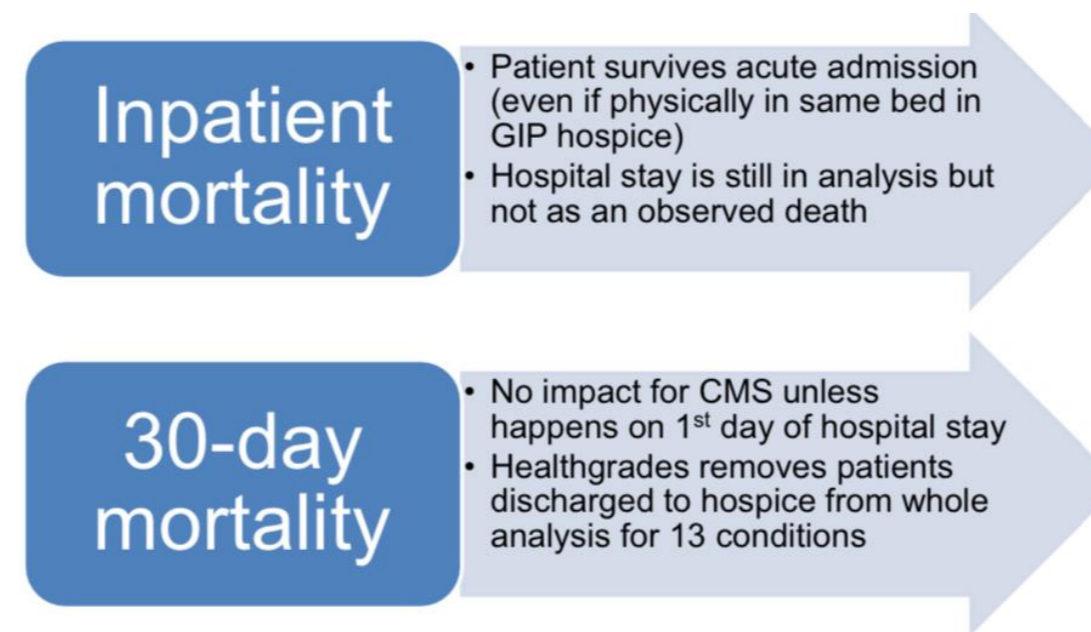 Inpatient
mortality
• Patient survives acute admission
(even if physically in same bed in
GIP hospice)
• Hospital stay is still in analysis but
not as an observed death
30-day
mortality
• No impact for CMS unless
happens on 1st day of hospital stay
• Healthgrades removes patients
discharged to hospice from whole
analysis for 13 conditions